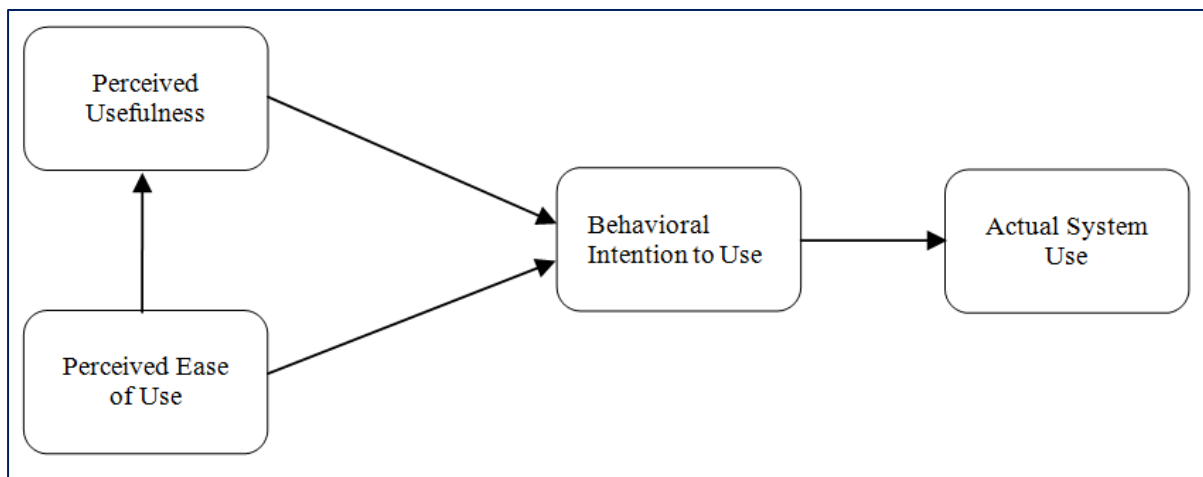 Perceived
Usefulness
Behavioral
Intention to Use
Actual System
Use
Perceived Ease
of Use